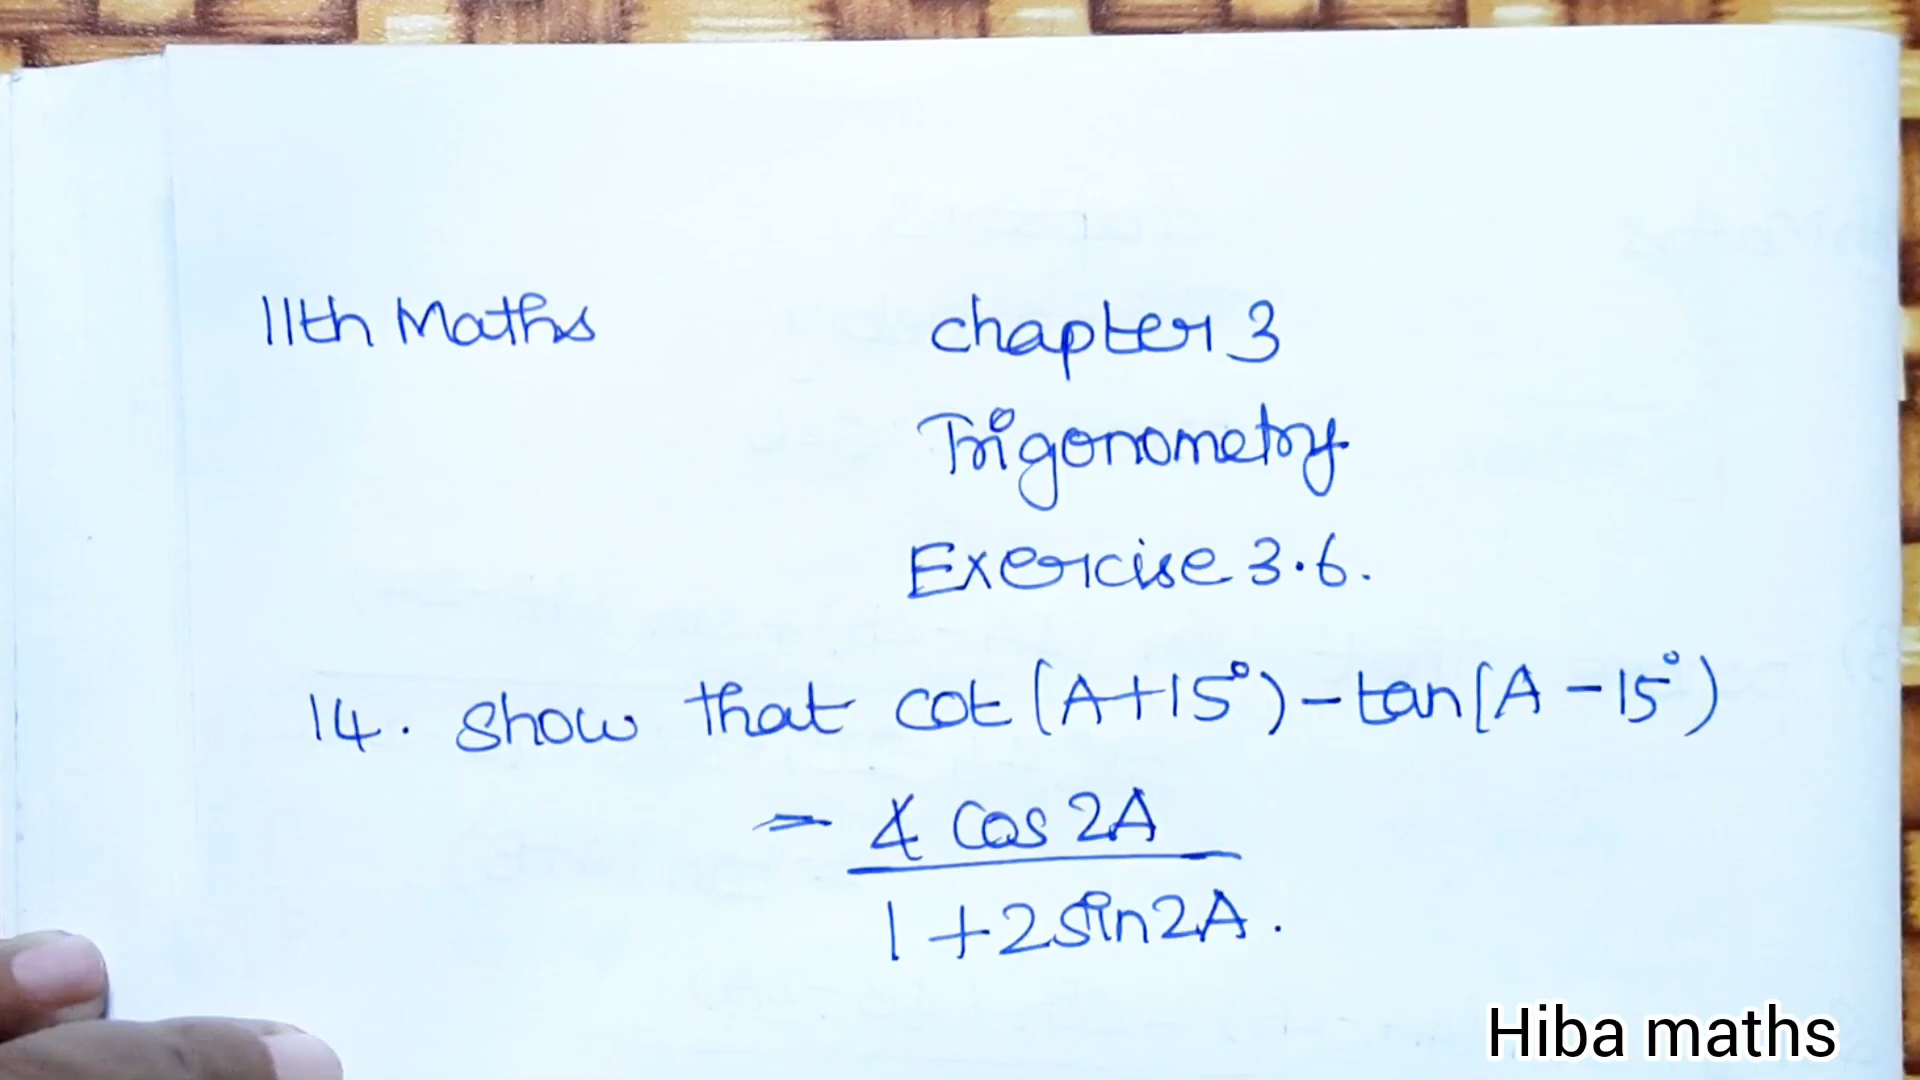 11th Maths chapter 3
Trigonometry
Exercise 3.6.
14. Show that cot (A+15°) - tan (A - 15°)
= 4 cos 2A
1 + 2 sin 2A.
Hiba maths